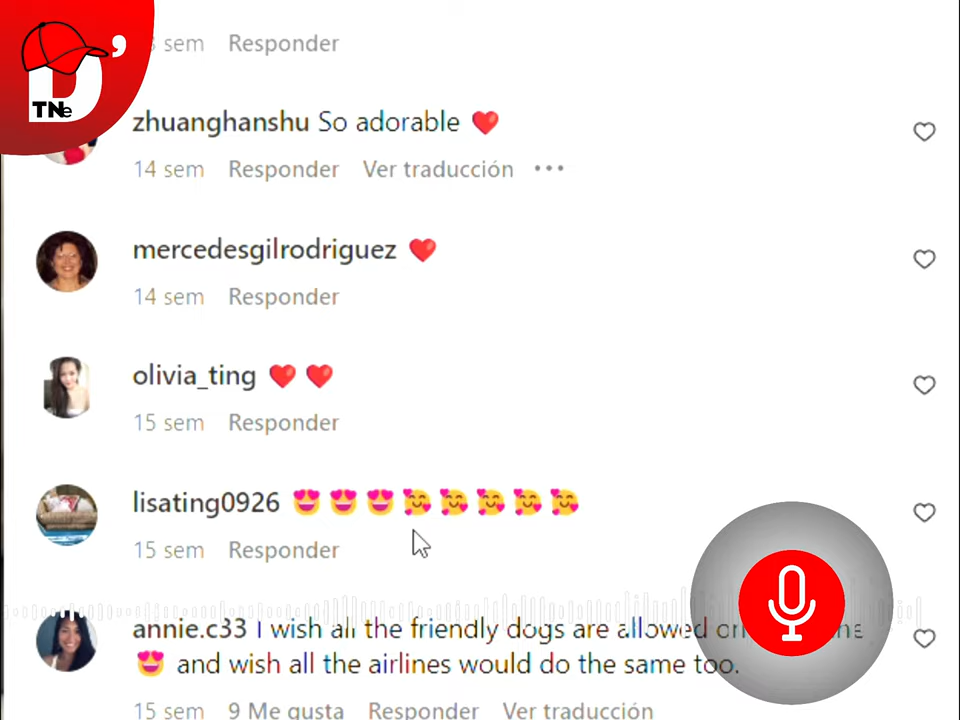 D'
TNe
sem Responder
zhuanghanshu So adorable ❤️
14 sem Responder Ver traducción •••
mercedesgilrodriguez ❤️
14 sem Responder
olivia_ting ❤️ ❤️
15 sem Responder
lisating0926 😍 😍 😍 🥰 🥰 🥰 🥰 🥰
15 sem Responder
annie.c33 I wish all the friendly dogs are allowed on
😍 and wish all the airlines would do the same too.
15 sem 9 Me gusta Responder Ver traducción